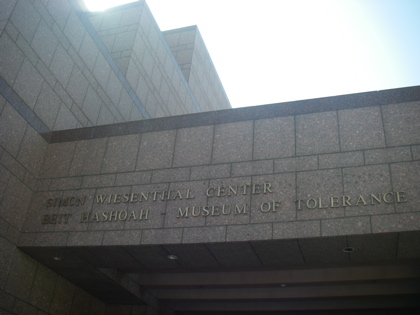 SIMON WIESENTHAL CENTER
BEIT HASHOAH · MUSEUM OF TOLERANCE